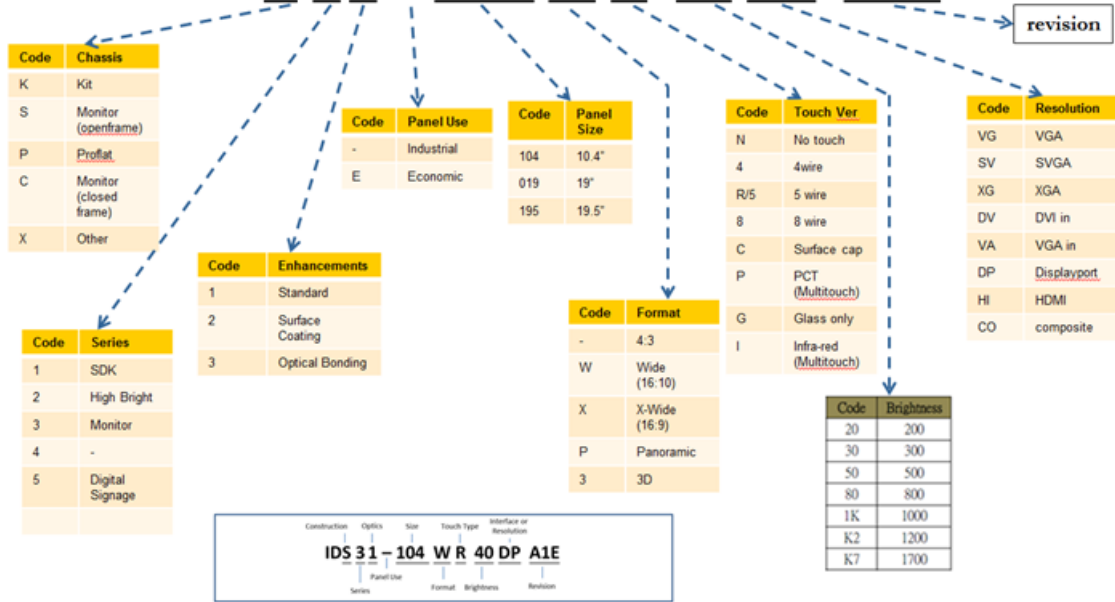 revision
Code Chassis
K Kit
S Monitor
(openframe)
P Proflat
C Monitor
(closed
frame)
X Other
Code Series
1 SDK
2 High Bright
3 Monitor
4 -
5 Digital
Signage
Code Enhancements
1 Standard
2 Surface
Coating
3 Optical Bonding
Code Panel Use
- Industrial
E Economic
Code Panel
Size
104 10.4"
019 19"
195 19.5"
Code Format
- 4:3
W Wide
(16:10)
X X-Wide
(16:9)
P Panoramic
3 3D
Code Touch Ver
N No touch
4 4wire
R/5 5 wire
8 8 wire
C Surface cap
P PCT
(Multitouch)
G Glass only
I Infra-red
(Multitouch)
Code Brightness
20 200
30 300
50 500
80 800
1K 1000
K2 1200
K7 1700
Code Resolution
VG VGA
SV SVGA
XG XGA
DV DVI in
VA VGA in
DP Displayport
HI HDMI
CO composite
Construction Optics Size Touch Type Interface or
Resolution
IDS 3 1 – 104 W R 40 DP A1E
Panel Use
Series Format Brightness Revision